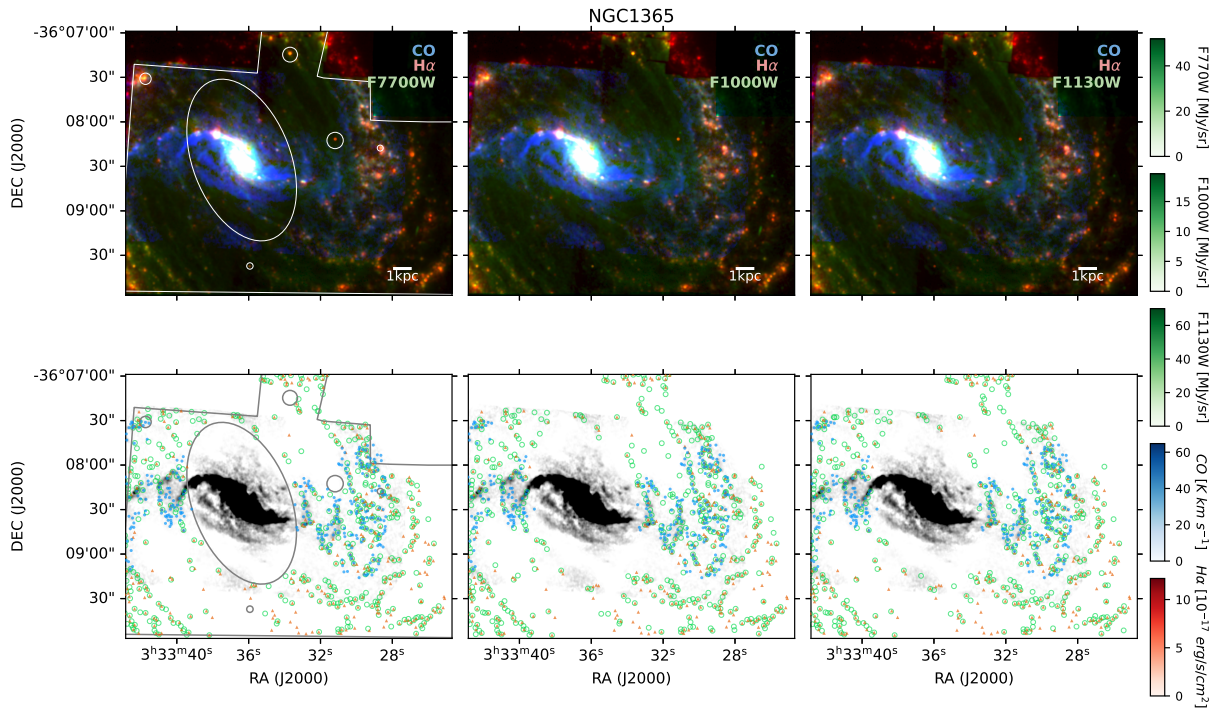 NGC1365
-36°07'00"
30"
08'00"
30"
09'00"
30"
DEC (J2000)
CO
Hα
F7700W
1kpc
CO
Hα
F1000W
1kpc
CO
Hα
F1130W
1kpc
-36°07'00"
30"
08'00"
30"
09'00"
30"
DEC (J2000)
3h33m40s 36s 32s 28s
RA (J2000)
3h33m40s 36s 32s 28s
RA (J2000)
3h33m40s 36s 32s 28s
RA (J2000)
40
20
0
F770W [MJy/sr]
15
10
5
0
F1000W [MJy/sr]
60
40
20
0
F1130W [MJy/sr]
60
40
20
0
CO [K km s⁻¹]
10
5
0
Hα [10⁻¹⁷ erg/s/cm²]